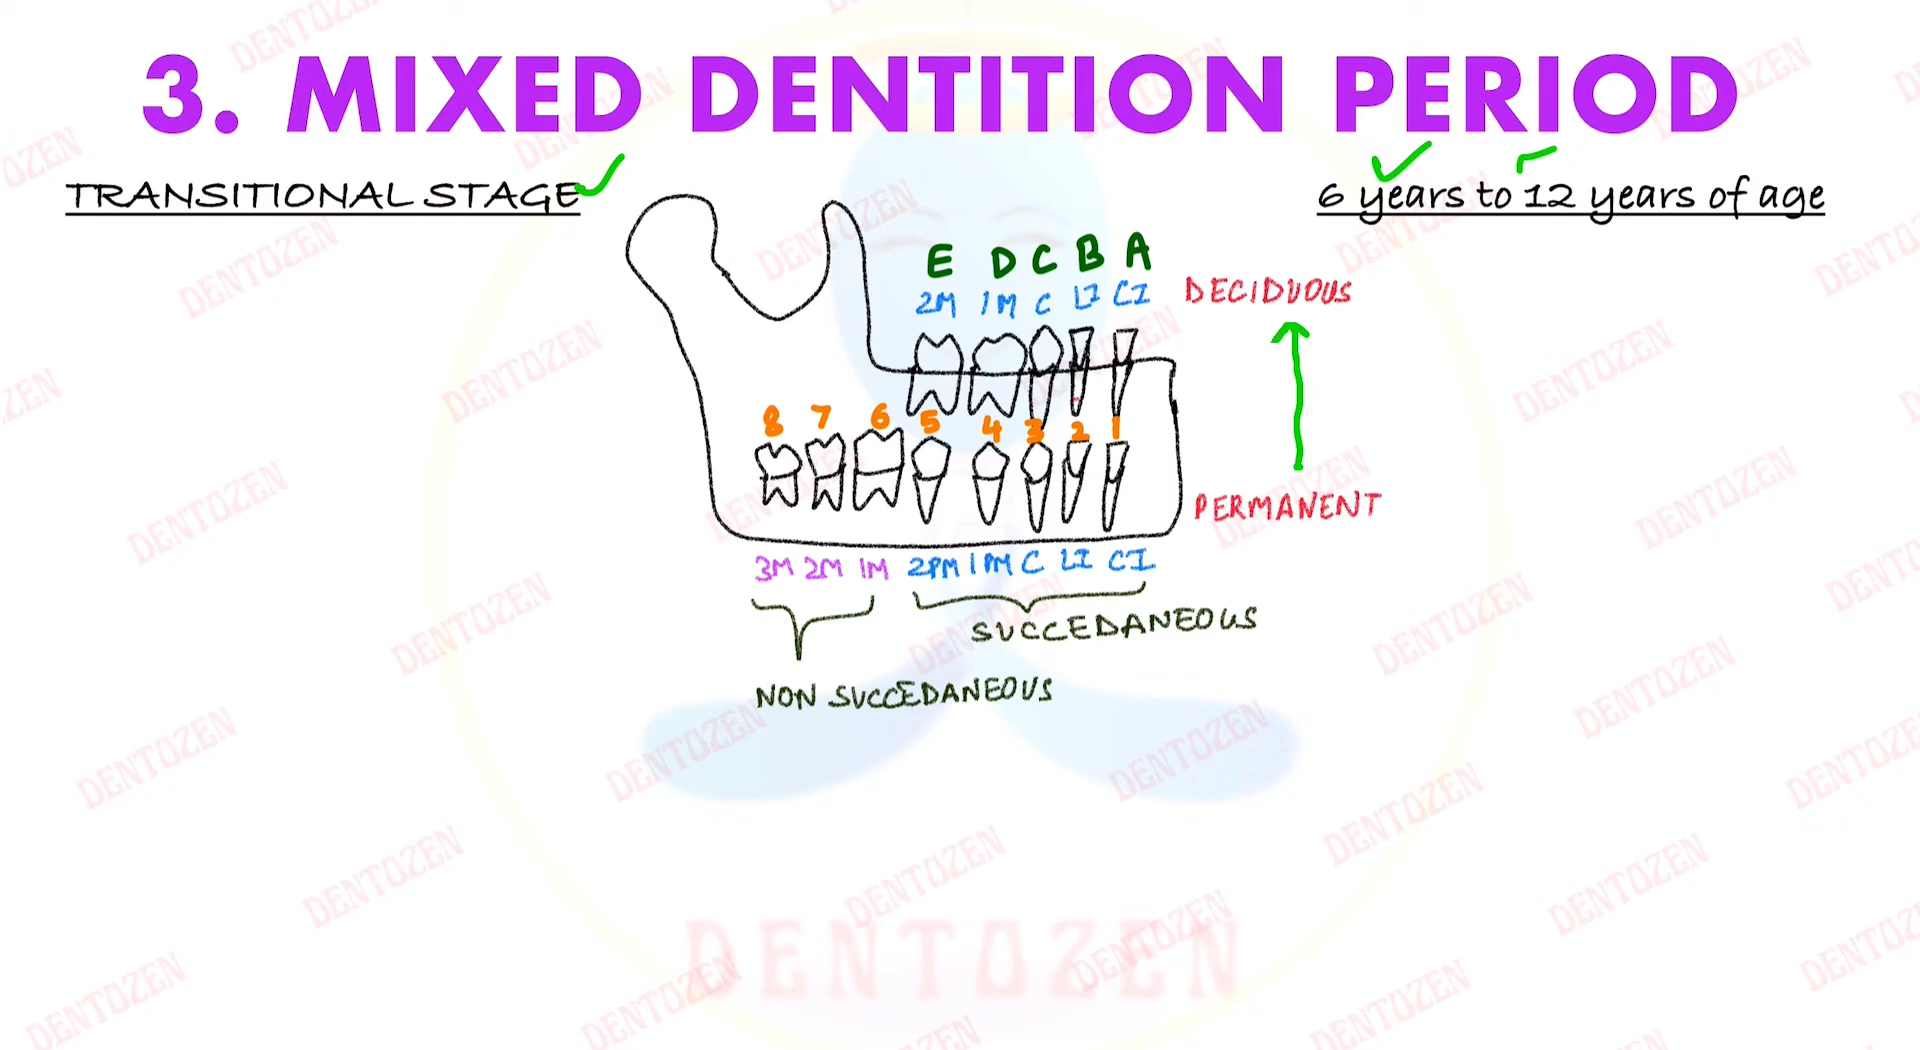 3. MIXED DENTITION PERIOD
TRANSITIONAL STAGE
6 years to 12 years of age
E D C B A
2M 1M C LI CI DECIDUOUS
8 7 6 5 4 3 2 1
PERMANENT
3M 2M 1M 2PM 1PM C LI CI
SUCCEDANEOUS
NON SUCCEDANEOUS
DENTOZEN